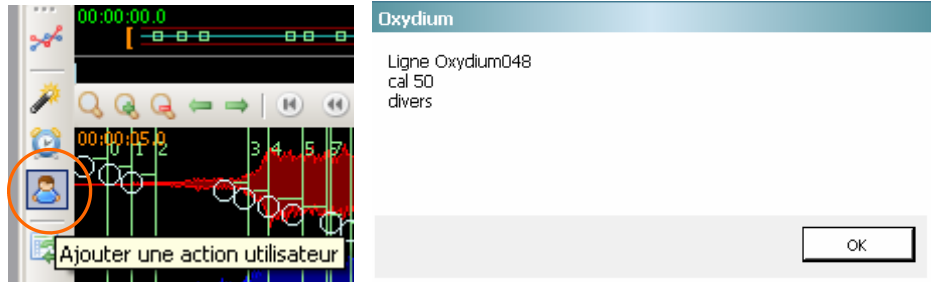 00:00:00.0
00:00:05.0
0 1 2 3 4 5
Ajouter une action utilisateur
Oxydium
Ligne Oxydium048
cal 50
divers
OK